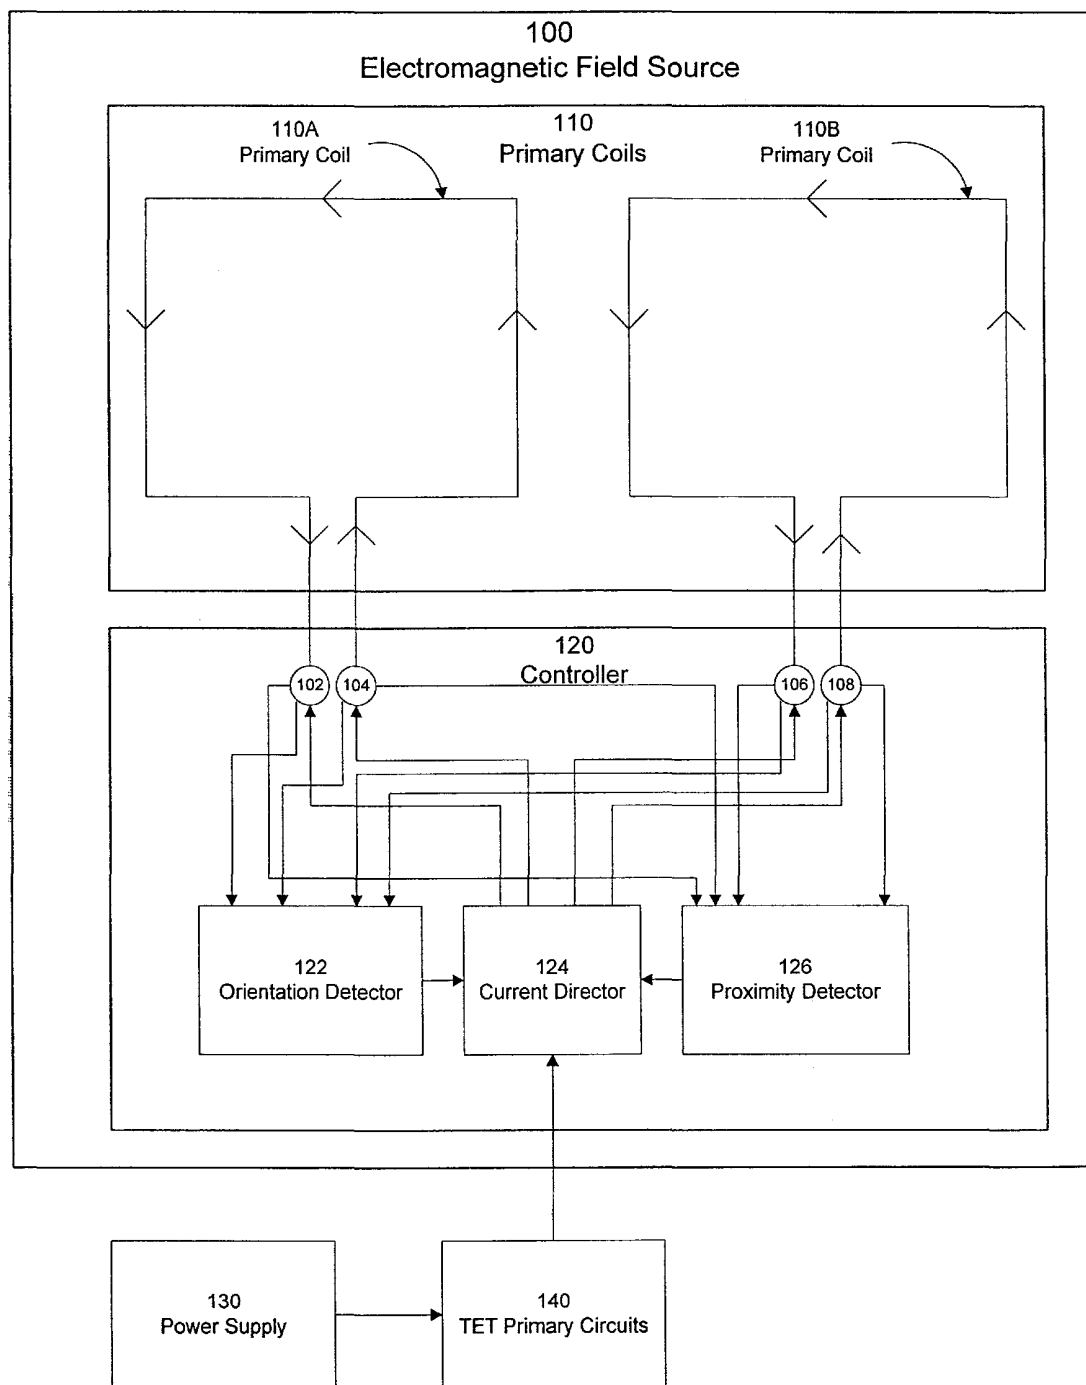 100
Electromagnetic Field Source
110
Primary Coils
110A
Primary Coil
110B
Primary Coil
120
Controller
102
104
106
108
122
Orientation Detector
124
Current Director
126
Proximity Detector
130
Power Supply
140
TET Primary Circuits